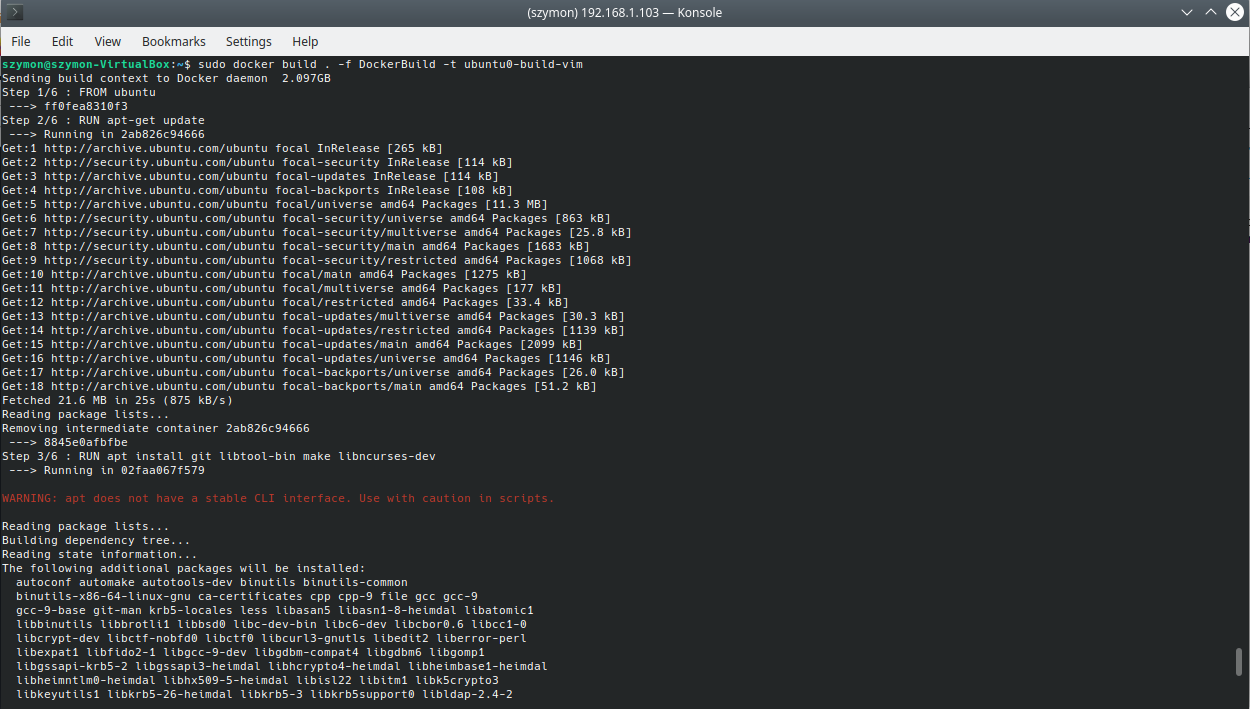 (szymon) 192.168.1.103 — Konsole
File Edit View Bookmarks Settings Help
szymon@szymon-VirtualBox:~$ sudo docker build . -f DockerBuild -t ubuntu0-build-vim
Sending build context to Docker daemon  2.097GB
Step 1/6 : FROM ubuntu
 ---> ff0fea8310f3
Step 2/6 : RUN apt-get update
 ---> Running in 2ab826c94666
Get:1 http://archive.ubuntu.com/ubuntu focal InRelease [265 kB]
Get:2 http://security.ubuntu.com/ubuntu focal-security InRelease [114 kB]
Get:3 http://archive.ubuntu.com/ubuntu focal-updates InRelease [114 kB]
Get:4 http://archive.ubuntu.com/ubuntu focal-backports InRelease [108 kB]
Get:5 http://archive.ubuntu.com/ubuntu focal/universe amd64 Packages [11.3 MB]
Get:6 http://security.ubuntu.com/ubuntu focal-security/universe amd64 Packages [863 kB]
Get:7 http://security.ubuntu.com/ubuntu focal-security/multiverse amd64 Packages [25.8 kB]
Get:8 http://security.ubuntu.com/ubuntu focal-security/main amd64 Packages [1683 kB]
Get:9 http://security.ubuntu.com/ubuntu focal-security/restricted amd64 Packages [1068 kB]
Get:10 http://archive.ubuntu.com/ubuntu focal/main amd64 Packages [1275 kB]
Get:11 http://archive.ubuntu.com/ubuntu focal/multiverse amd64 Packages [177 kB]
Get:12 http://archive.ubuntu.com/ubuntu focal/restricted amd64 Packages [33.4 kB]
Get:13 http://archive.ubuntu.com/ubuntu focal-updates/multiverse amd64 Packages [30.3 kB]
Get:14 http://archive.ubuntu.com/ubuntu focal-updates/restricted amd64 Packages [1139 kB]
Get:15 http://archive.ubuntu.com/ubuntu focal-updates/main amd64 Packages [2099 kB]
Get:16 http://archive.ubuntu.com/ubuntu focal-updates/universe amd64 Packages [1146 kB]
Get:17 http://archive.ubuntu.com/ubuntu focal-backports/universe amd64 Packages [26.0 kB]
Get:18 http://archive.ubuntu.com/ubuntu focal-backports/main amd64 Packages [51.2 kB]
Fetched 21.6 MB in 25s (875 kB/s)
Reading package lists...
Removing intermediate container 2ab826c94666
 ---> 8845e0afbfbe
Step 3/6 : RUN apt install git libtool-bin make libncurses-dev
 ---> Running in 02faa067f579
WARNING: apt does not have a stable CLI interface. Use with caution in scripts.
Reading package lists...
Building dependency tree...
Reading state information...
The following additional packages will be installed:
  autoconf automake autotools-dev binutils binutils-common
  binutils-x86-64-linux-gnu ca-certificates cpp cpp-9 file gcc gcc-9
  gcc-9-base git-man krb5-locales less libasan5 libasn1-8-heimdal libatomic1
  libbinutils libbrotli1 libbsd0 libc-dev-bin libc6-dev libcbor0.6 libcc1-0
  libcrypt-dev libctf-nobfd0 libctf0 libcurl3-gnutls libedit2 liberror-perl
  libexpat1 libfido2-1 libgcc-9-dev libgdbm-compat4 libgdbm6 libgomp1
  libgssapi-krb5-2 libgssapi3-heimdal libhcrypto4-heimdal libheimbase1-heimdal
  libheimntlm0-heimdal libhx509-5-heimdal libisl22 libitm1 libk5crypto3
  libkeyutils1 libkrb5-26-heimdal libkrb5-3 libkrb5support0 libldap-2.4-2